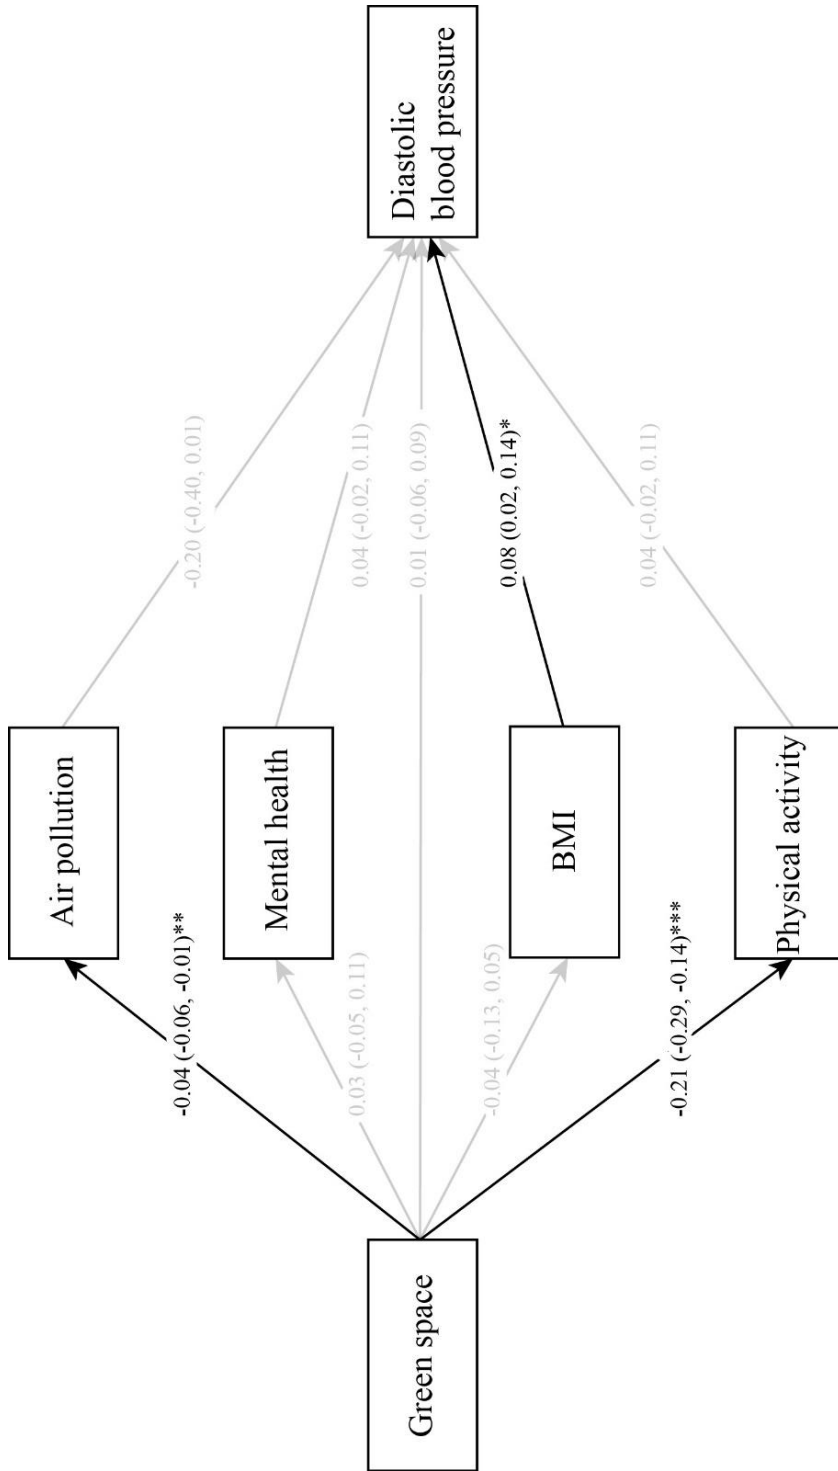 Green space
-0.04 (-0.06, -0.01)**
0.03 (-0.05, 0.11)
-0.04 (-0.13, 0.05)
-0.21 (-0.29, -0.14)***
Air pollution
Mental health
BMI
Physical activity
-0.20 (-0.40, 0.01)
0.04 (-0.02, 0.11)
0.01 (-0.06, 0.09)
0.08 (0.02, 0.14)*
0.04 (-0.02, 0.11)
Diastolic
blood pressure